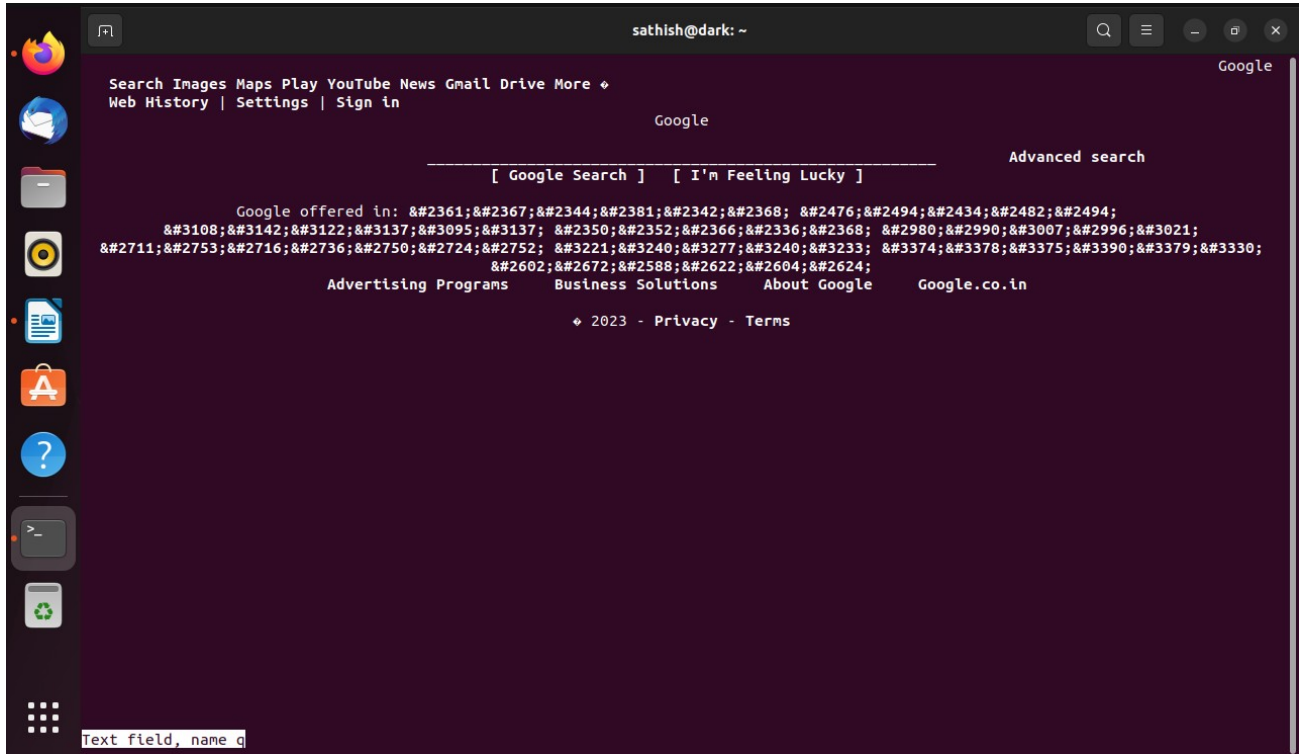 sathish@dark: ~
Google
Search Images Maps Play YouTube News Gmail Drive More �
Web History | Settings | Sign in
Google
Advanced search
[ Google Search ] [ I'm Feeling Lucky ]
Google offered in: &#2361;&#2367;&#2344;&#2381;&#2342;&#2368; &#2476;&#2494;&#2434;&#2482;&#2494;
&#3108;&#3142;&#3122;&#3137;&#3095;&#3137; &#2350;&#2352;&#2366;&#2336;&#2368; &#2980;&#2990;&#3007;&#2996;&#3021;
&#2711;&#2753;&#2716;&#2736;&#2750;&#2724;&#2752; &#3221;&#3240;&#3277;&#3240;&#3233; &#3374;&#3378;&#3375;&#3390;&#3379;&#3330;
&#2602;&#2672;&#2588;&#2622;&#2604;&#2624;
Advertising Programs Business Solutions About Google Google.co.in
� 2023 - Privacy - Terms
Text field, name q